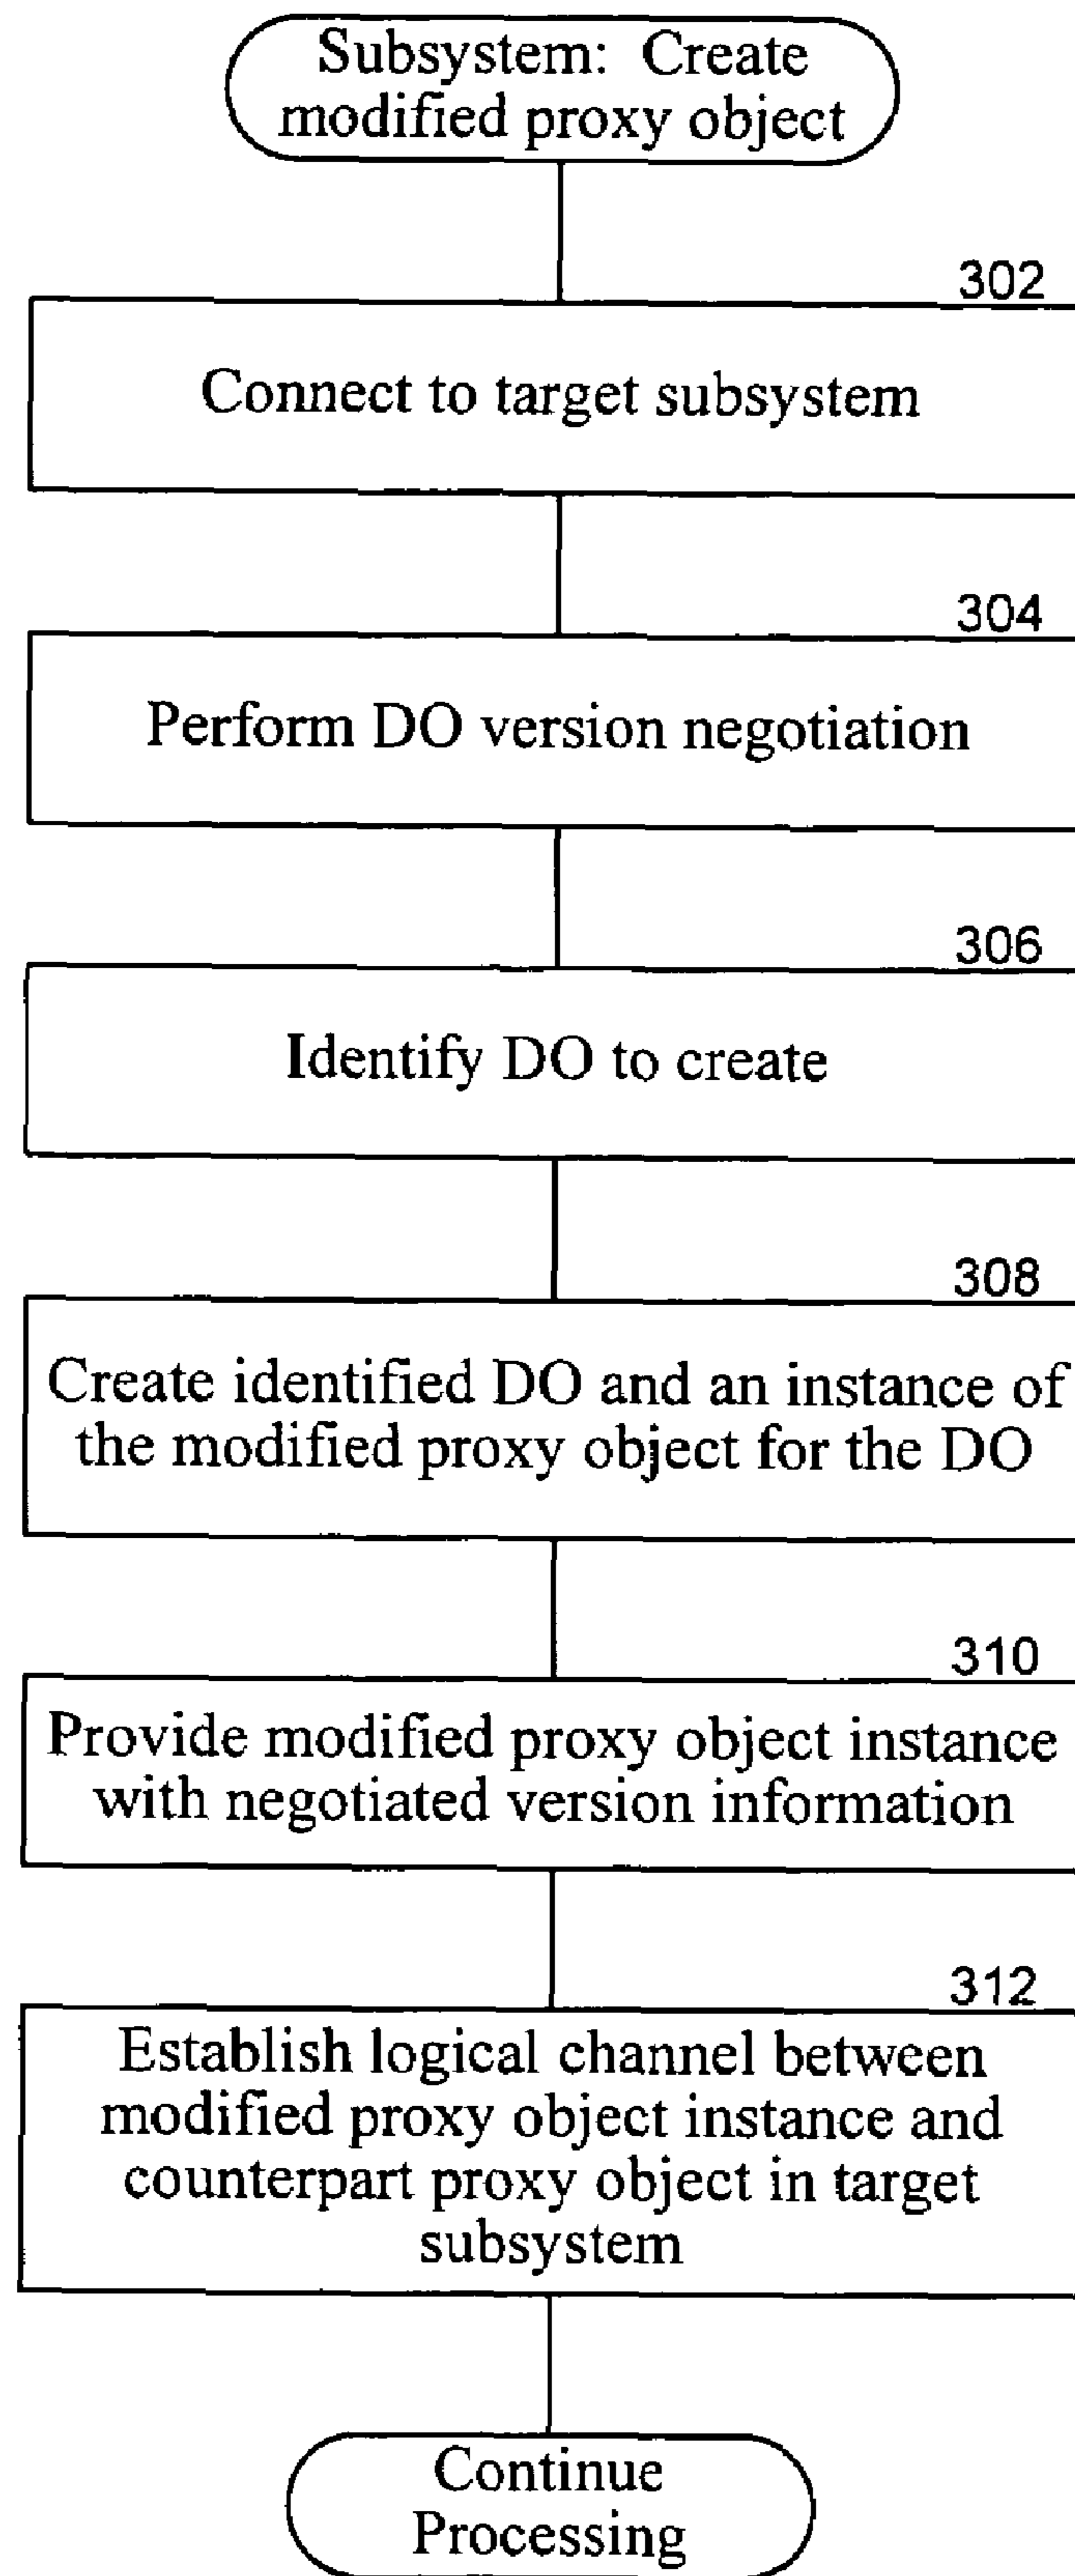 Subsystem: Create
modified proxy object
302
Connect to target subsystem
304
Perform DO version negotiation
306
Identify DO to create
308
Create identified DO and an instance of
the modified proxy object for the DO
310
Provide modified proxy object instance
with negotiated version information
312
Establish logical channel between
modified proxy object instance and
counterpart proxy object in target
subsystem
Continue
Processing